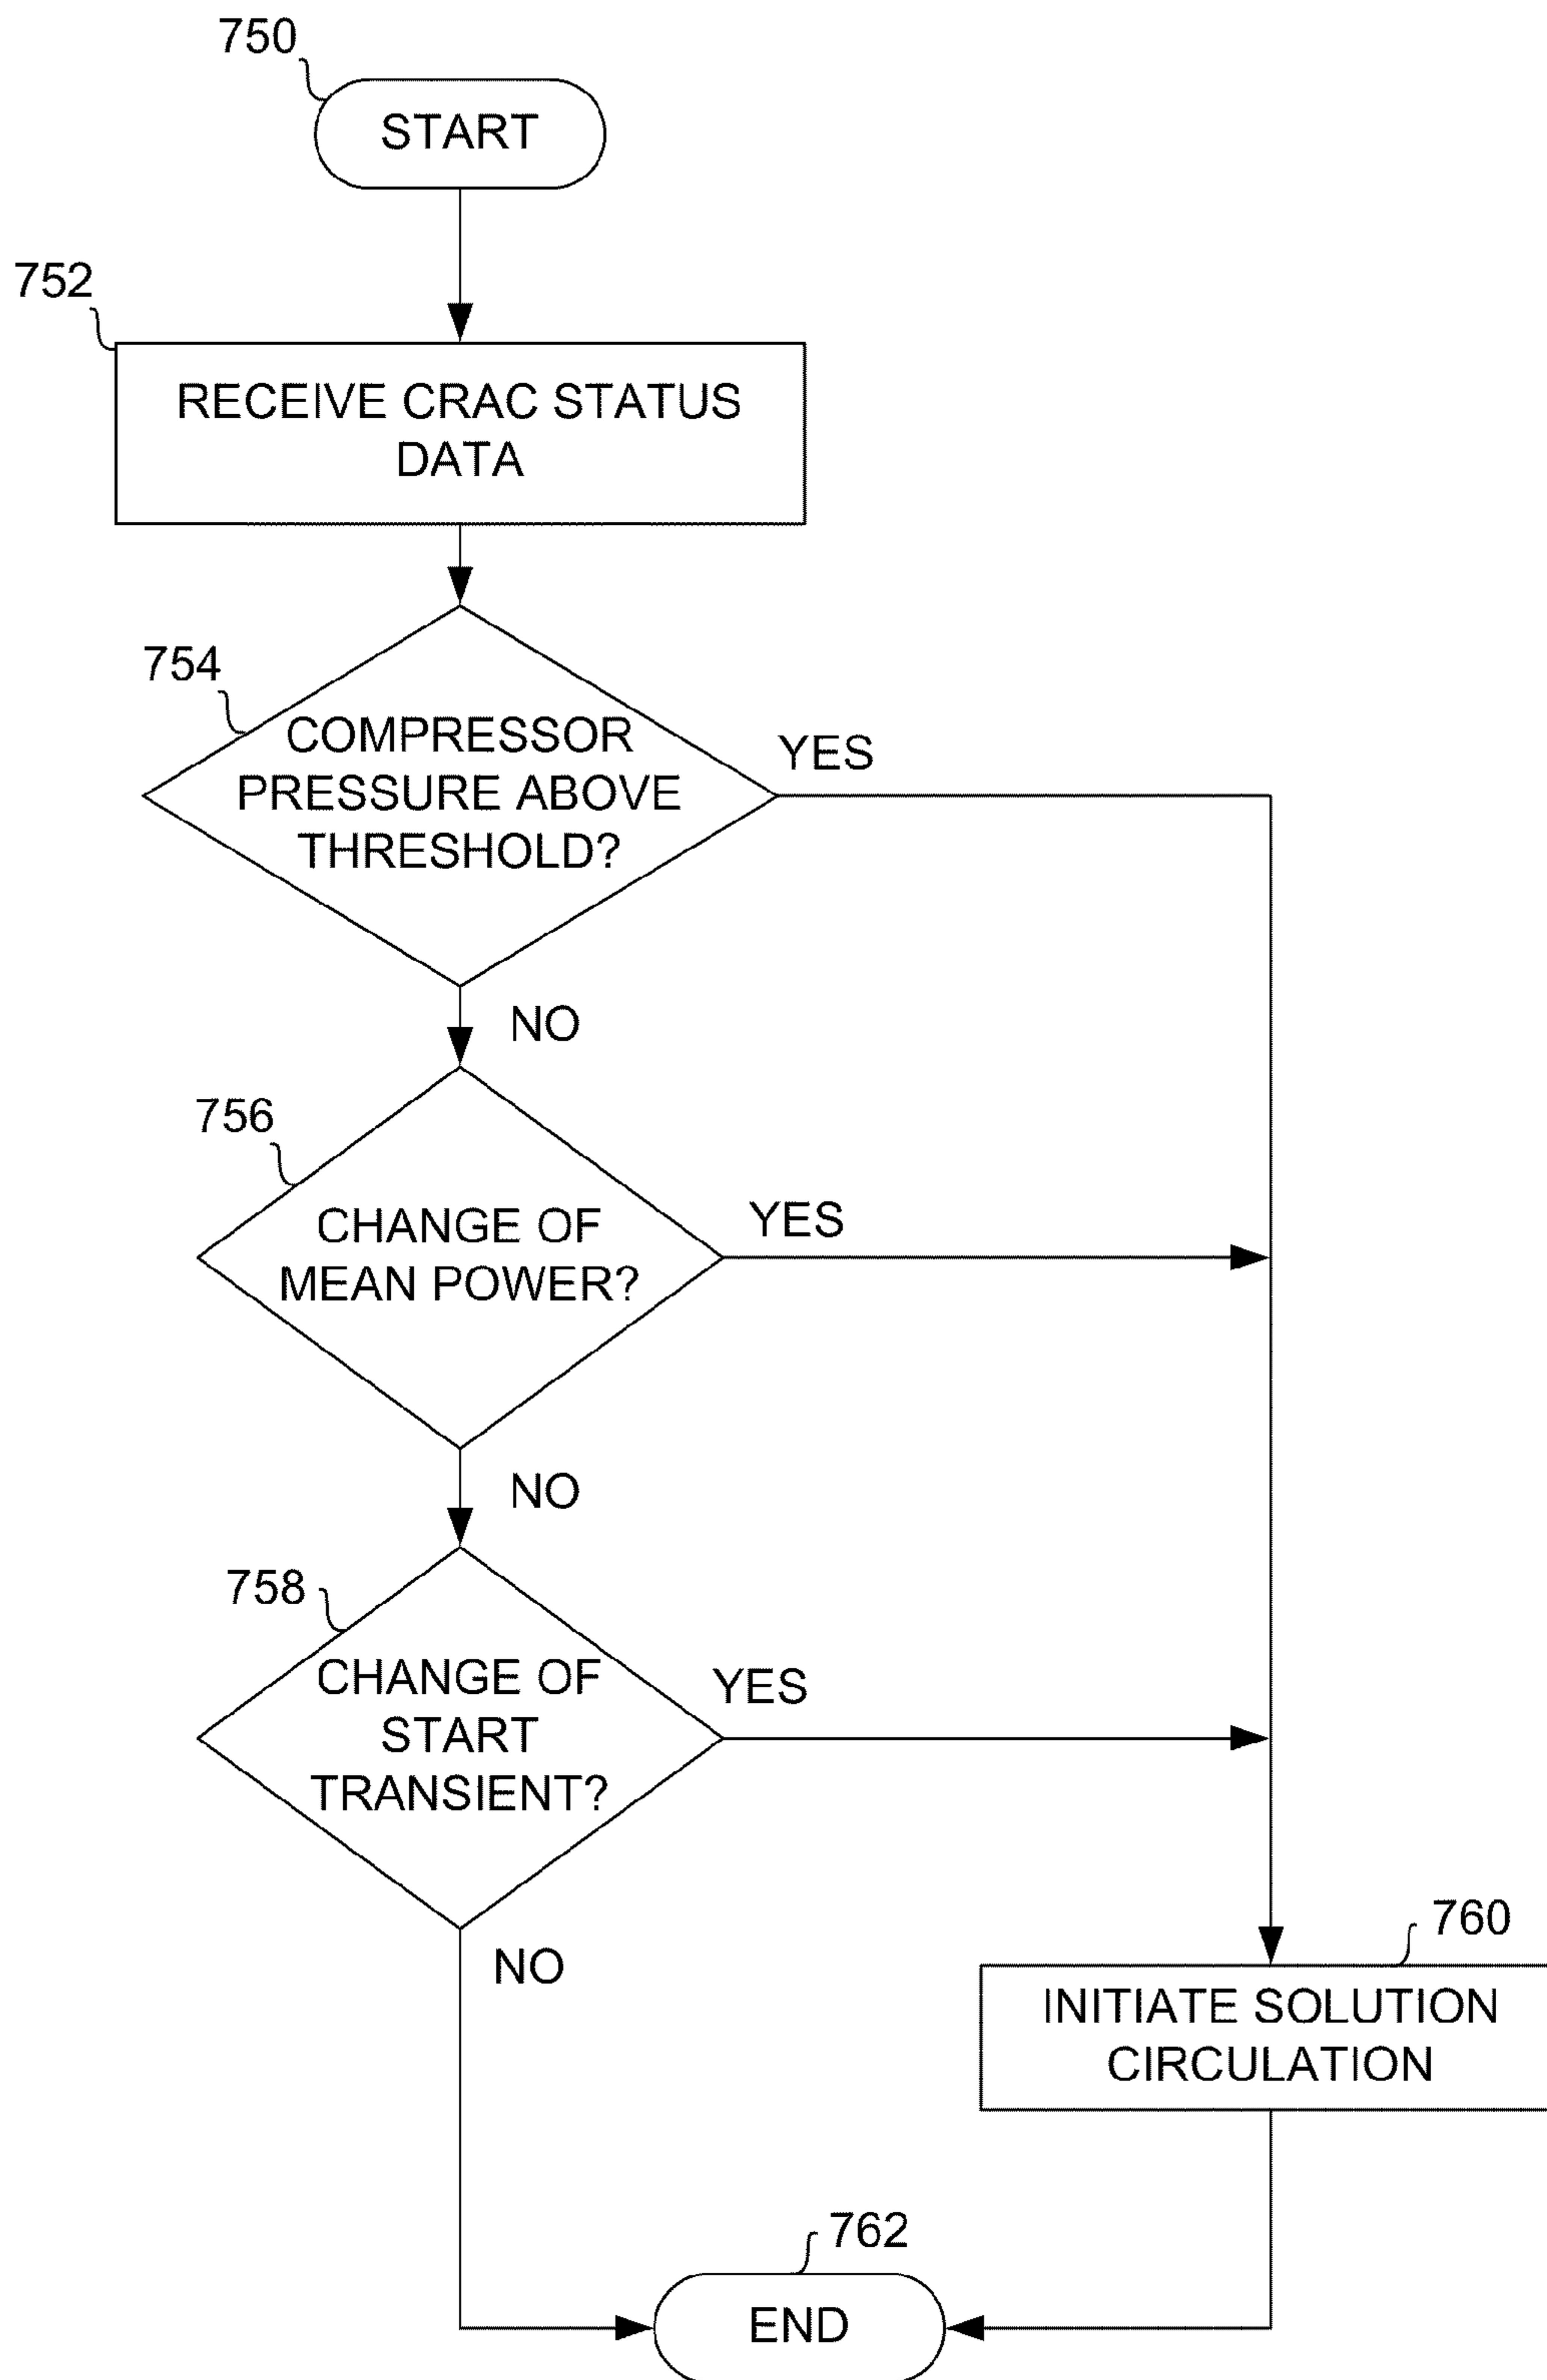 750
START
752
RECEIVE CRAC STATUS
DATA
754
COMPRESSOR
PRESSURE ABOVE
THRESHOLD?
YES
NO
756
CHANGE OF
MEAN POWER?
YES
NO
758
CHANGE OF
START
TRANSIENT?
YES
NO
760
INITIATE SOLUTION
CIRCULATION
762
END